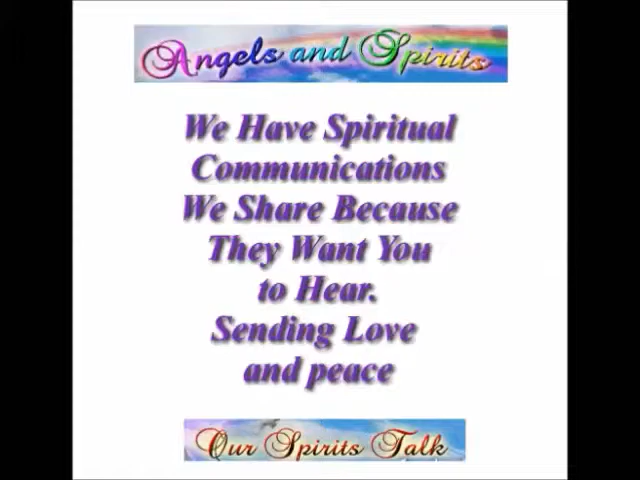 Angels and Spirits
We Have Spiritual
Communications
We Share Because
They Want You
to Hear.
Sending Love
and peace
Our Spirits Talk